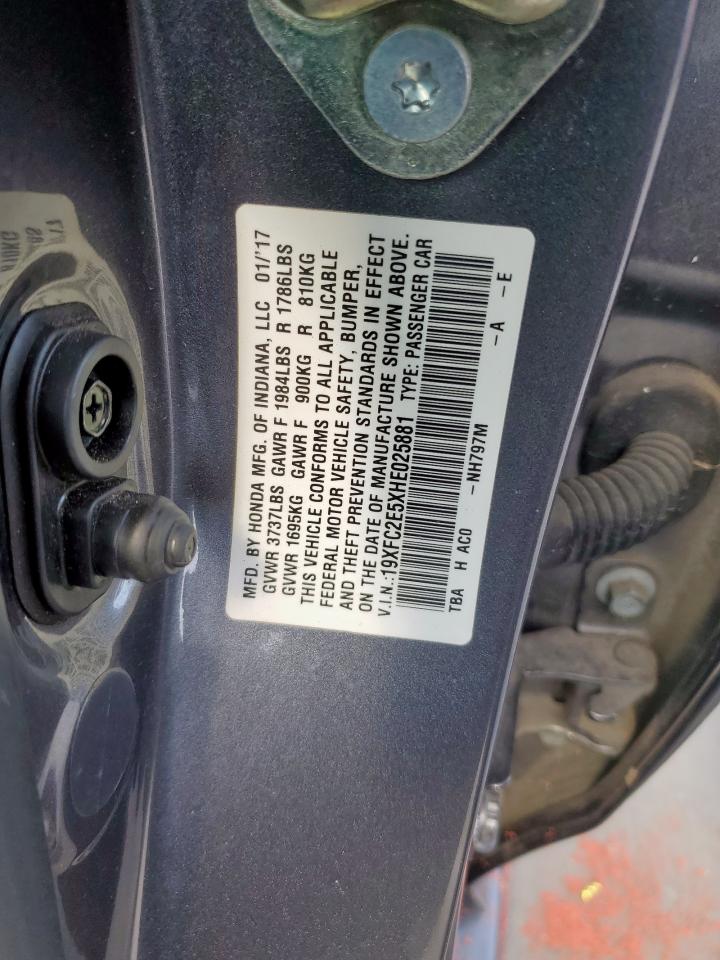 MFD. BY HONDA MFG. OF INDIANA, LLC 01/'17
GVWR 3737LBS GAWR F 1984LBS R 1786LBS
GVWR 1695KG GAWR F 900KG R 810KG
THIS VEHICLE CONFORMS TO ALL APPLICABLE
FEDERAL MOTOR VEHICLE SAFETY, BUMPER,
AND THEFT PREVENTION STANDARDS IN EFFECT
ON THE DATE OF MANUFACTURE SHOWN ABOVE.
V.I.N.:19XFC2E5XHE025881 TYPE: PASSENGER CAR
TBA H AC0 -NH797M -A -E